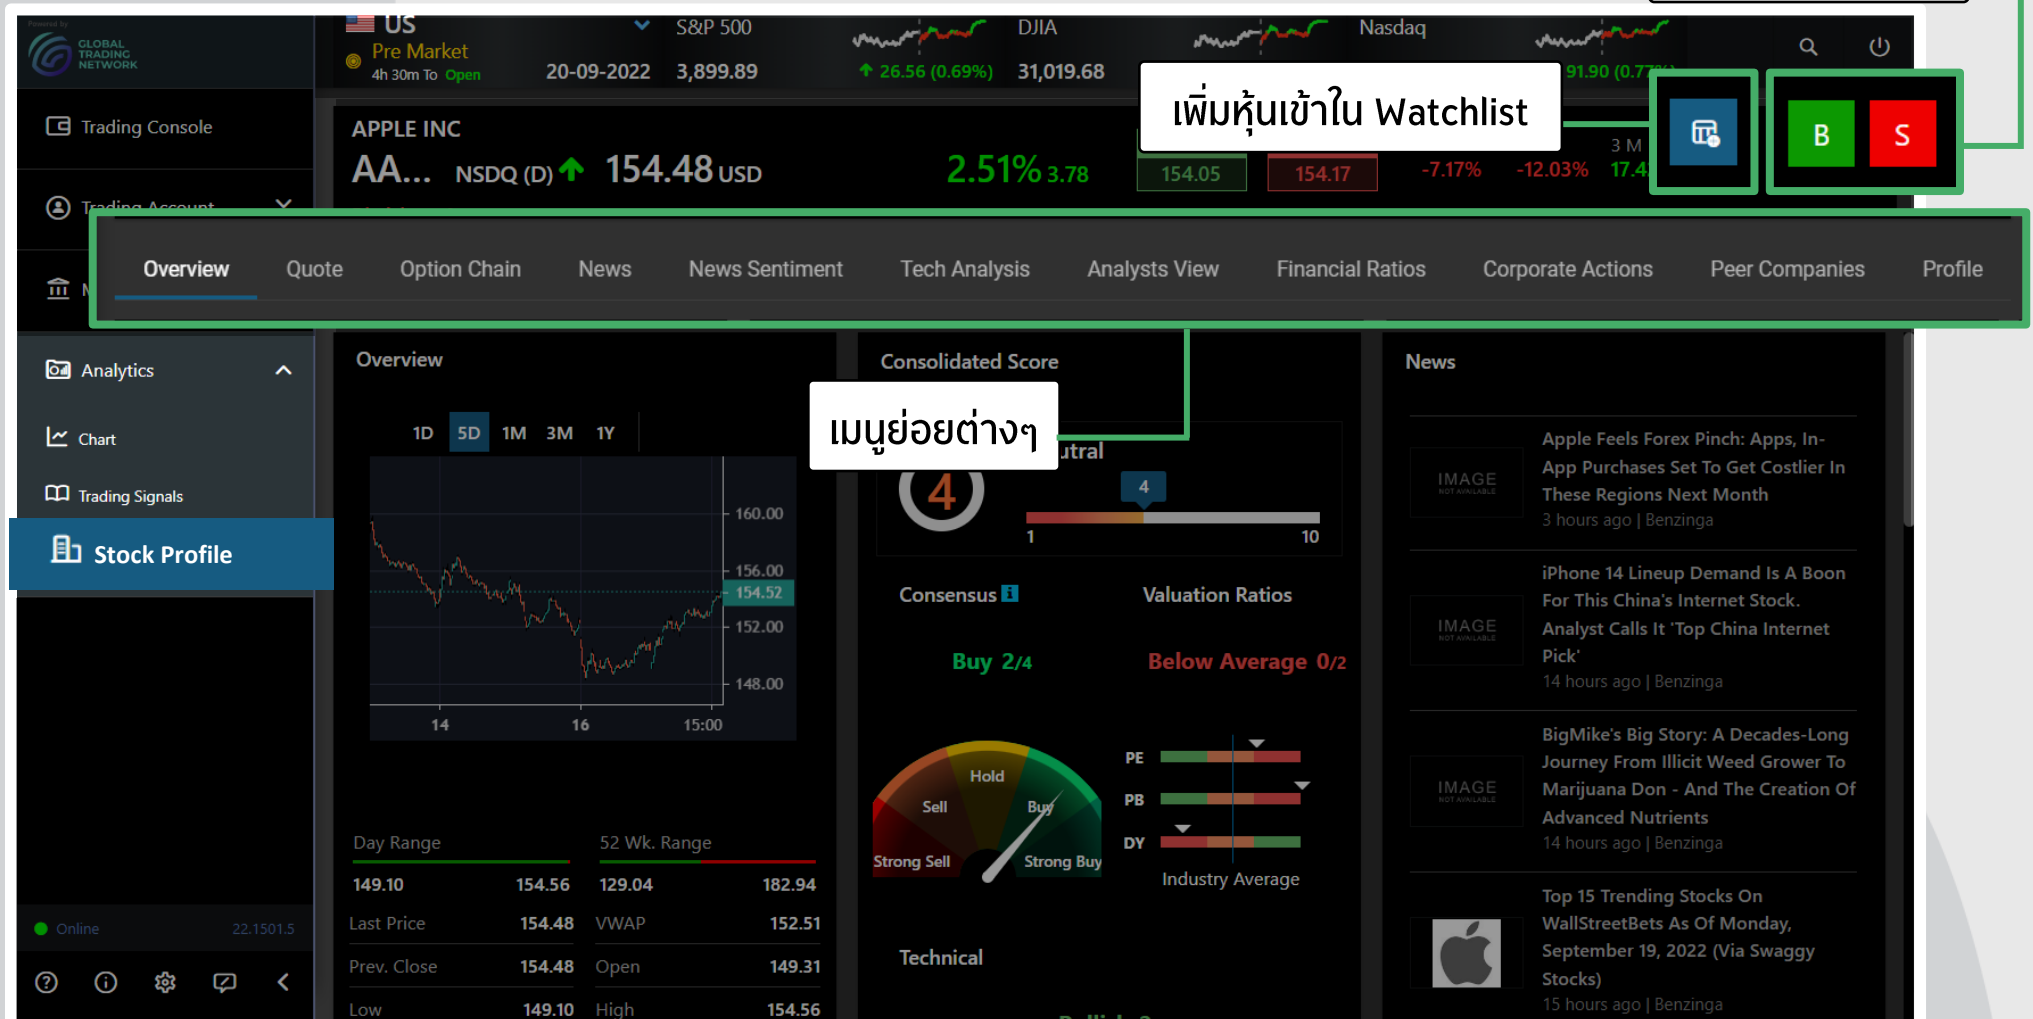 Powered by
GLOBAL
TRADING
NETWORK
US
Pre Market
4h 30m To Open
20-09-2022
S&P 500
3,899.89
26.56 (0.69%)
DJIA
31,019.68
Nasdaq
91.90
เพิ่มหุ้นเข้าใน Watchlist
B
S
Trading Console
APPLE INC
AA...
NSDQ (D)
154.48 USD
2.51% 3.78
154.05
154.17
-7.17%
-12.03%
3 M
Trading Account
Overview
Quote
Option Chain
News
News Sentiment
Tech Analysis
Analysts View
Financial Ratios
Corporate Actions
Peer Companies
Profile
Analytics
Chart
Trading Signals
Stock Profile
Online
22.1501.5
Overview
1D
5D
1M
3M
1Y
160.00
156.00
154.52
152.00
148.00
14
16
15:00
Day Range
52 Wk. Range
149.10
154.56
129.04
182.94
Last Price
154.48
VWAP
152.51
Prev. Close
154.48
Open
149.31
Low
149.10
High
154.56
เมนูย่อยต่างๆ
Consolidated Score
4
4
1
10
Consensus
Valuation Ratios
Buy 2/4
Below Average 0/2
Strong Sell
Sell
Hold
Buy
Strong Buy
PE
PB
DY
Industry Average
Technical
News
IMAGE
NOT AVAILABLE
Apple Feels Forex Pinch: Apps, In-
App Purchases Set To Get Costlier In
These Regions Next Month
3 hours ago | Benzinga
IMAGE
NOT AVAILABLE
iPhone 14 Lineup Demand Is A Boon
For This China's Internet Stock.
Analyst Calls It 'Top China Internet
Pick'
14 hours ago | Benzinga
IMAGE
NOT AVAILABLE
BigMike's Big Story: A Decades-Long
Journey From Illicit Weed Grower To
Marijuana Don - And The Creation Of
Advanced Nutrients
14 hours ago | Benzinga
Top 15 Trending Stocks On
WallStreetBets As Of Monday,
September 19, 2022 (Via Swaggy
Stocks)
15 hours ago | Benzinga